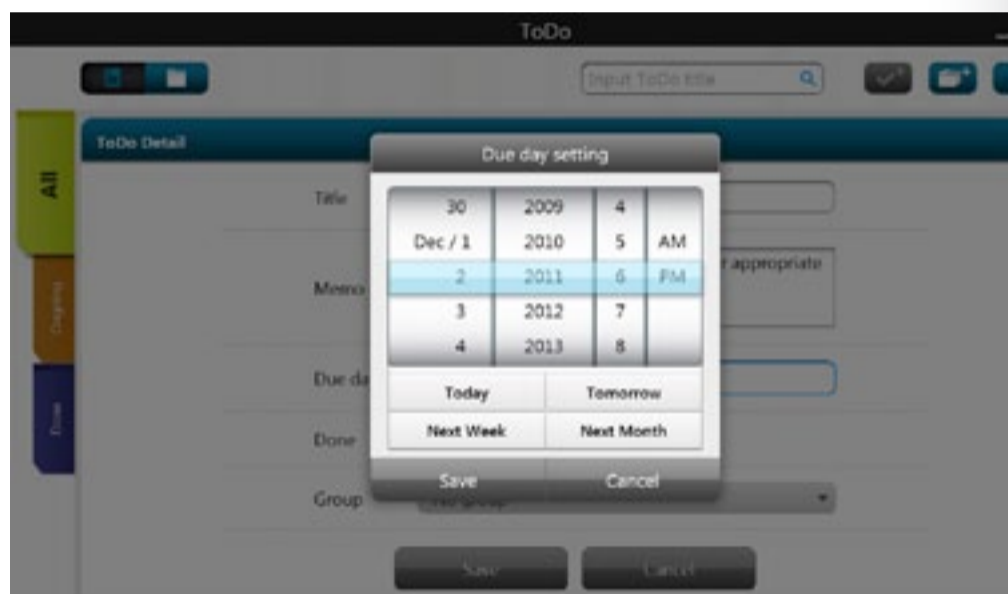 ToDo
Input ToDo title
ToDo Detail
All
Ongoing
Done
Title
Memo
r appropriate
Due da
Done
Group
Due day setting
30 2009 4
Dec / 1 2010 5 AM
2 2011 6 PM
3 2012 7
4 2013 8
Today Tomorrow
Next Week Next Month
Save Cancel
Save Cancel